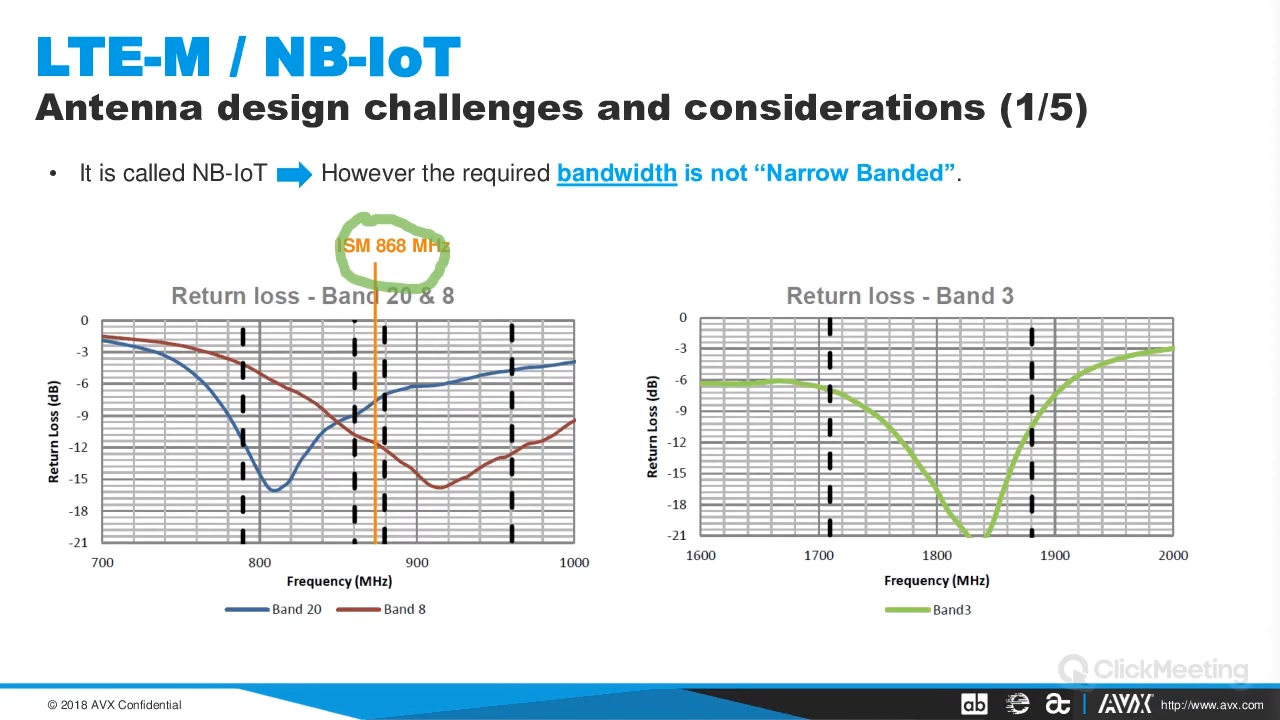 LTE-M / NB-IoT
Antenna design challenges and considerations (1/5)
• It is called NB-IoT However the required bandwidth is not “Narrow Banded”.
ISM 868 MHz
Return loss - Band 20 & 8
0
-3
-6
-9
-12
-15
-18
-21
Return Loss (dB)
700 800 900 1000
Frequency (MHz)
Band 20 Band 8
Return loss - Band 3
0
-3
-6
-9
-12
-15
-18
-21
Return Loss (dB)
1600 1700 1800 1900 2000
Frequency (MHz)
Band3
ClickMeeting
© 2018 AVX Confidential
ab
AVX
http://www.avx.com